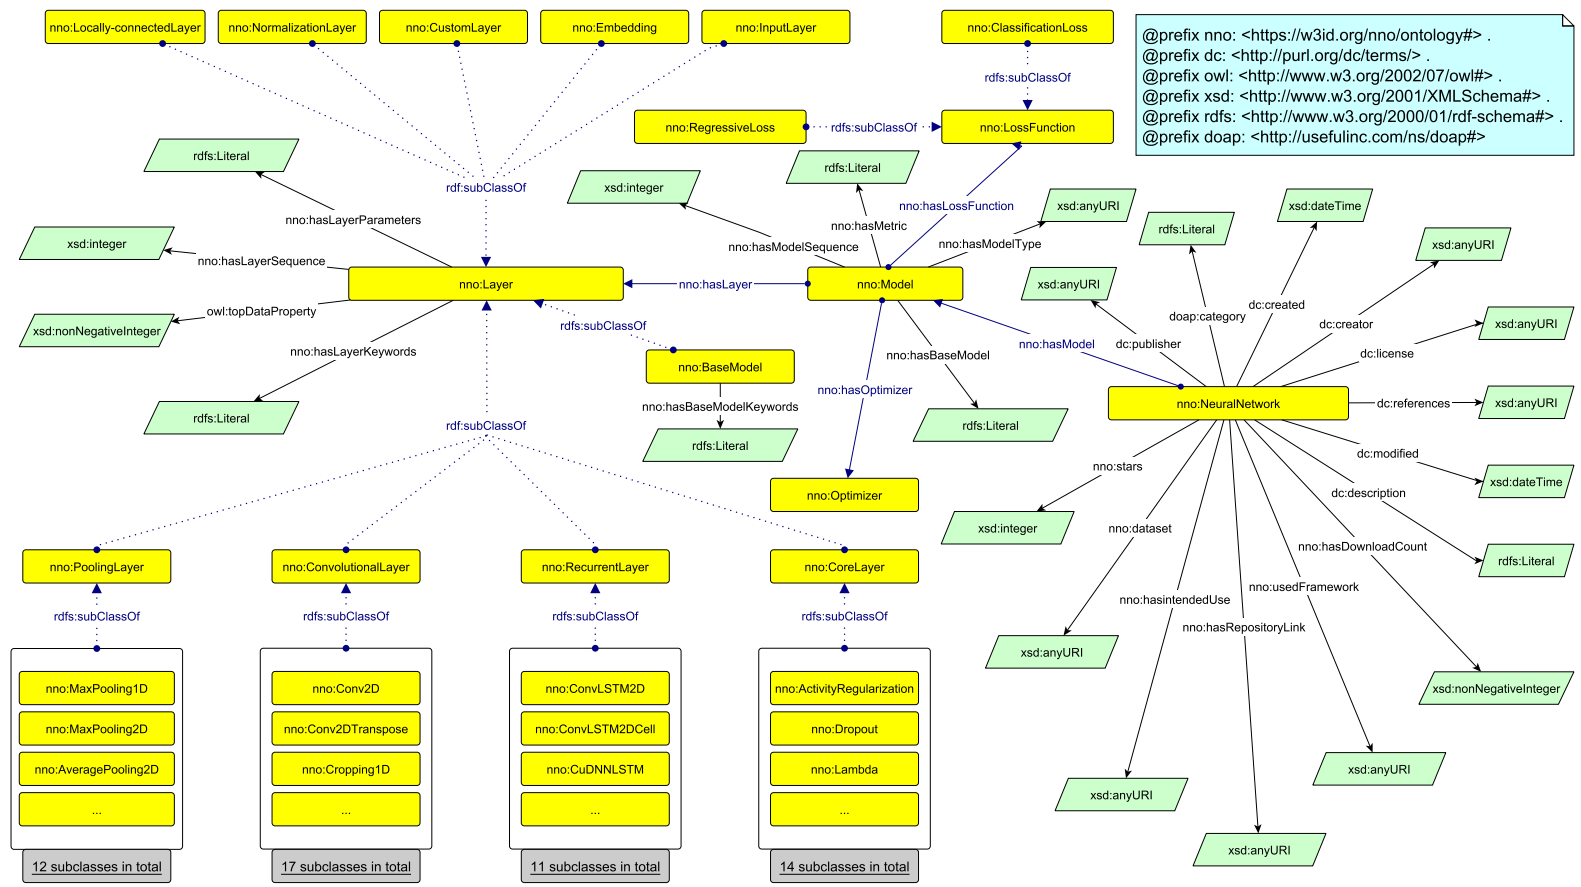 nno:Locally-connectedLayer
nno:NormalizationLayer
nno:CustomLayer
nno:Embedding
nno:InputLayer
nno:ClassificationLoss
@prefix nno: <https://w3id.org/nno/ontology#> .
@prefix dc: <http://purl.org/dc/terms/> .
@prefix owl: <http://www.w3.org/2002/07/owl#> .
@prefix xsd: <http://www.w3.org/2001/XMLSchema#> .
@prefix rdfs: <http://www.w3.org/2000/01/rdf-schema#> .
@prefix doap: <http://usefulinc.com/ns/doap#>
rdfs:subClassOf
nno:RegressiveLoss
rdfs:subClassOf
nno:LossFunction
rdfs:Literal
rdf:subClassOf
xsd:integer
rdfs:Literal
nno:hasLossFunction
xsd:anyURI
nno:hasLayerParameters
nno:hasMetric
nno:hasModelSequence
nno:hasModelType
xsd:integer
nno:hasLayerSequence
nno:Layer
nno:hasLayer
nno:Model
owl:topDataProperty
xsd:nonNegativeInteger
rdfs:subClassOf
nno:hasLayerKeywords
nno:BaseModel
nno:hasBaseModel
nno:hasOptimizer
nno:hasBaseModelKeywords
rdfs:Literal
rdf:subClassOf
rdfs:Literal
rdfs:Literal
nno:Optimizer
nno:hasModel
xsd:anyURI
dc:publisher
rdfs:Literal
doap:category
xsd:dateTime
dc:created
xsd:anyURI
dc:creator
xsd:anyURI
dc:license
nno:NeuralNetwork
dc:references
xsd:anyURI
dc:modified
xsd:dateTime
dc:description
rdfs:Literal
nno:hasDownloadCount
xsd:nonNegativeInteger
nno:usedFramework
xsd:anyURI
nno:hasRepositoryLink
xsd:anyURI
nno:hasintendedUse
xsd:anyURI
nno:dataset
xsd:anyURI
nno:stars
xsd:integer
nno:PoolingLayer
nno:ConvolutionalLayer
nno:RecurrentLayer
nno:CoreLayer
rdfs:subClassOf
rdfs:subClassOf
rdfs:subClassOf
rdfs:subClassOf
nno:MaxPooling1D
nno:MaxPooling2D
nno:AveragePooling2D
...
12 subclasses in total
nno:Conv2D
nno:Conv2DTranspose
nno:Cropping1D
...
17 subclasses in total
nno:ConvLSTM2D
nno:ConvLSTM2DCell
nno:CuDNNLSTM
...
11 subclasses in total
nno:ActivityRegularization
nno:Dropout
nno:Lambda
...
14 subclasses in total